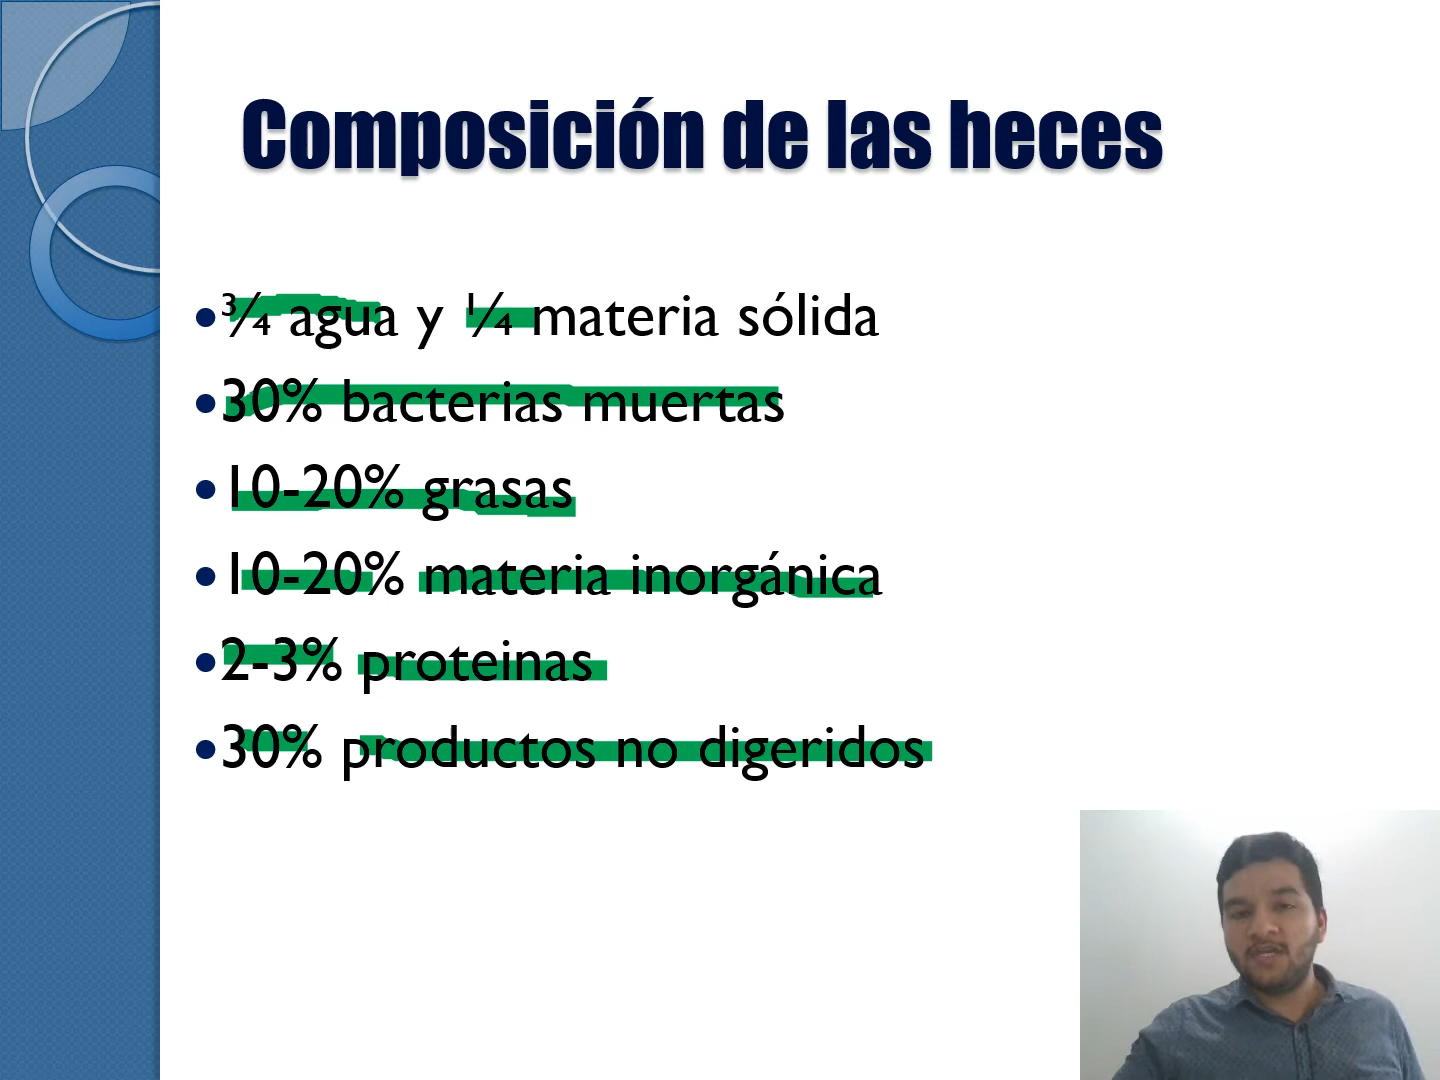 Composición de las heces
•¾ agua y ¼ materia sólida
•30% bacterias muertas
•10-20% grasas
•10-20% materia inorgánica
•2-3% proteinas
•30% productos no digeridos